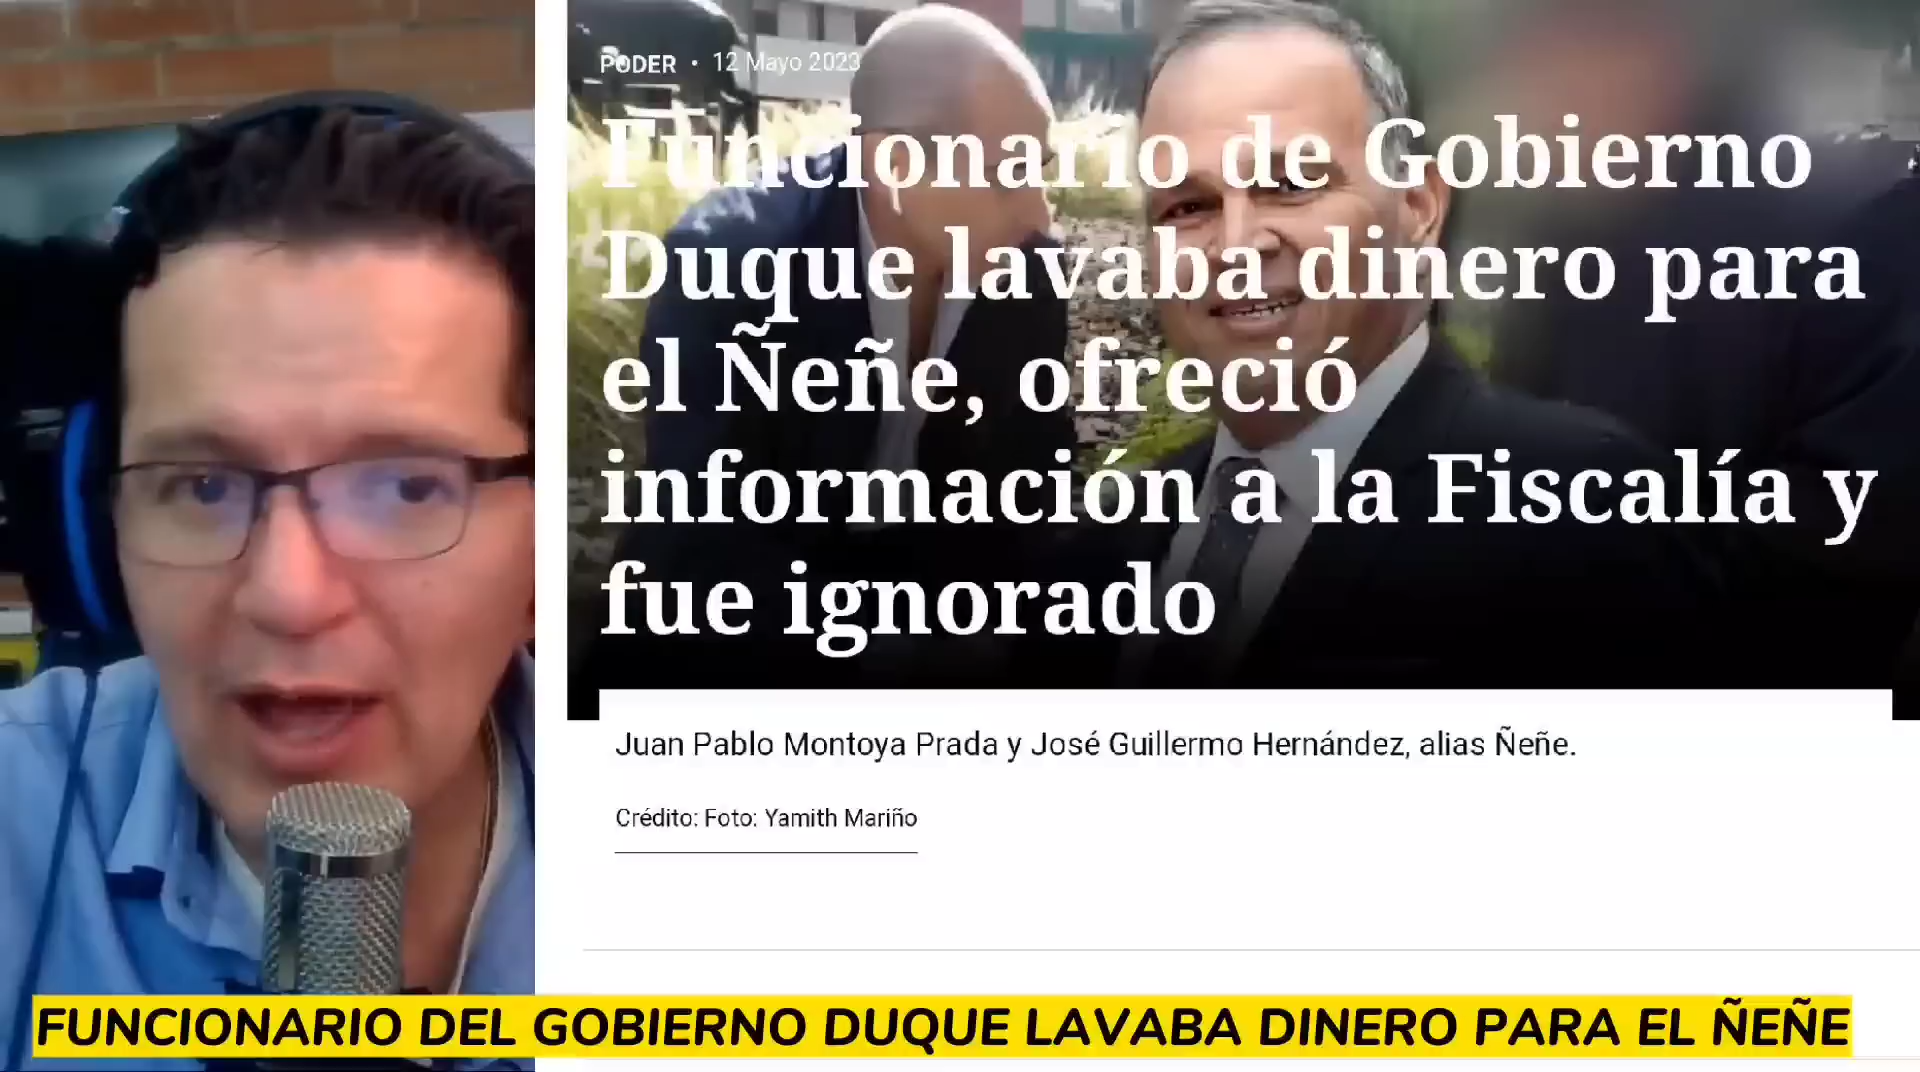 PODER • 12 Mayo 2023
Funcionario de Gobierno
Duque lavaba dinero para
el Ñeñe, ofreció
información a la Fiscalía y
fue ignorado
Juan Pablo Montoya Prada y José Guillermo Hernández, alias Ñeñe.
Crédito: Foto: Yamith Mariño
FUNCIONARIO DEL GOBIERNO DUQUE LAVABA DINERO PARA EL ÑEÑE